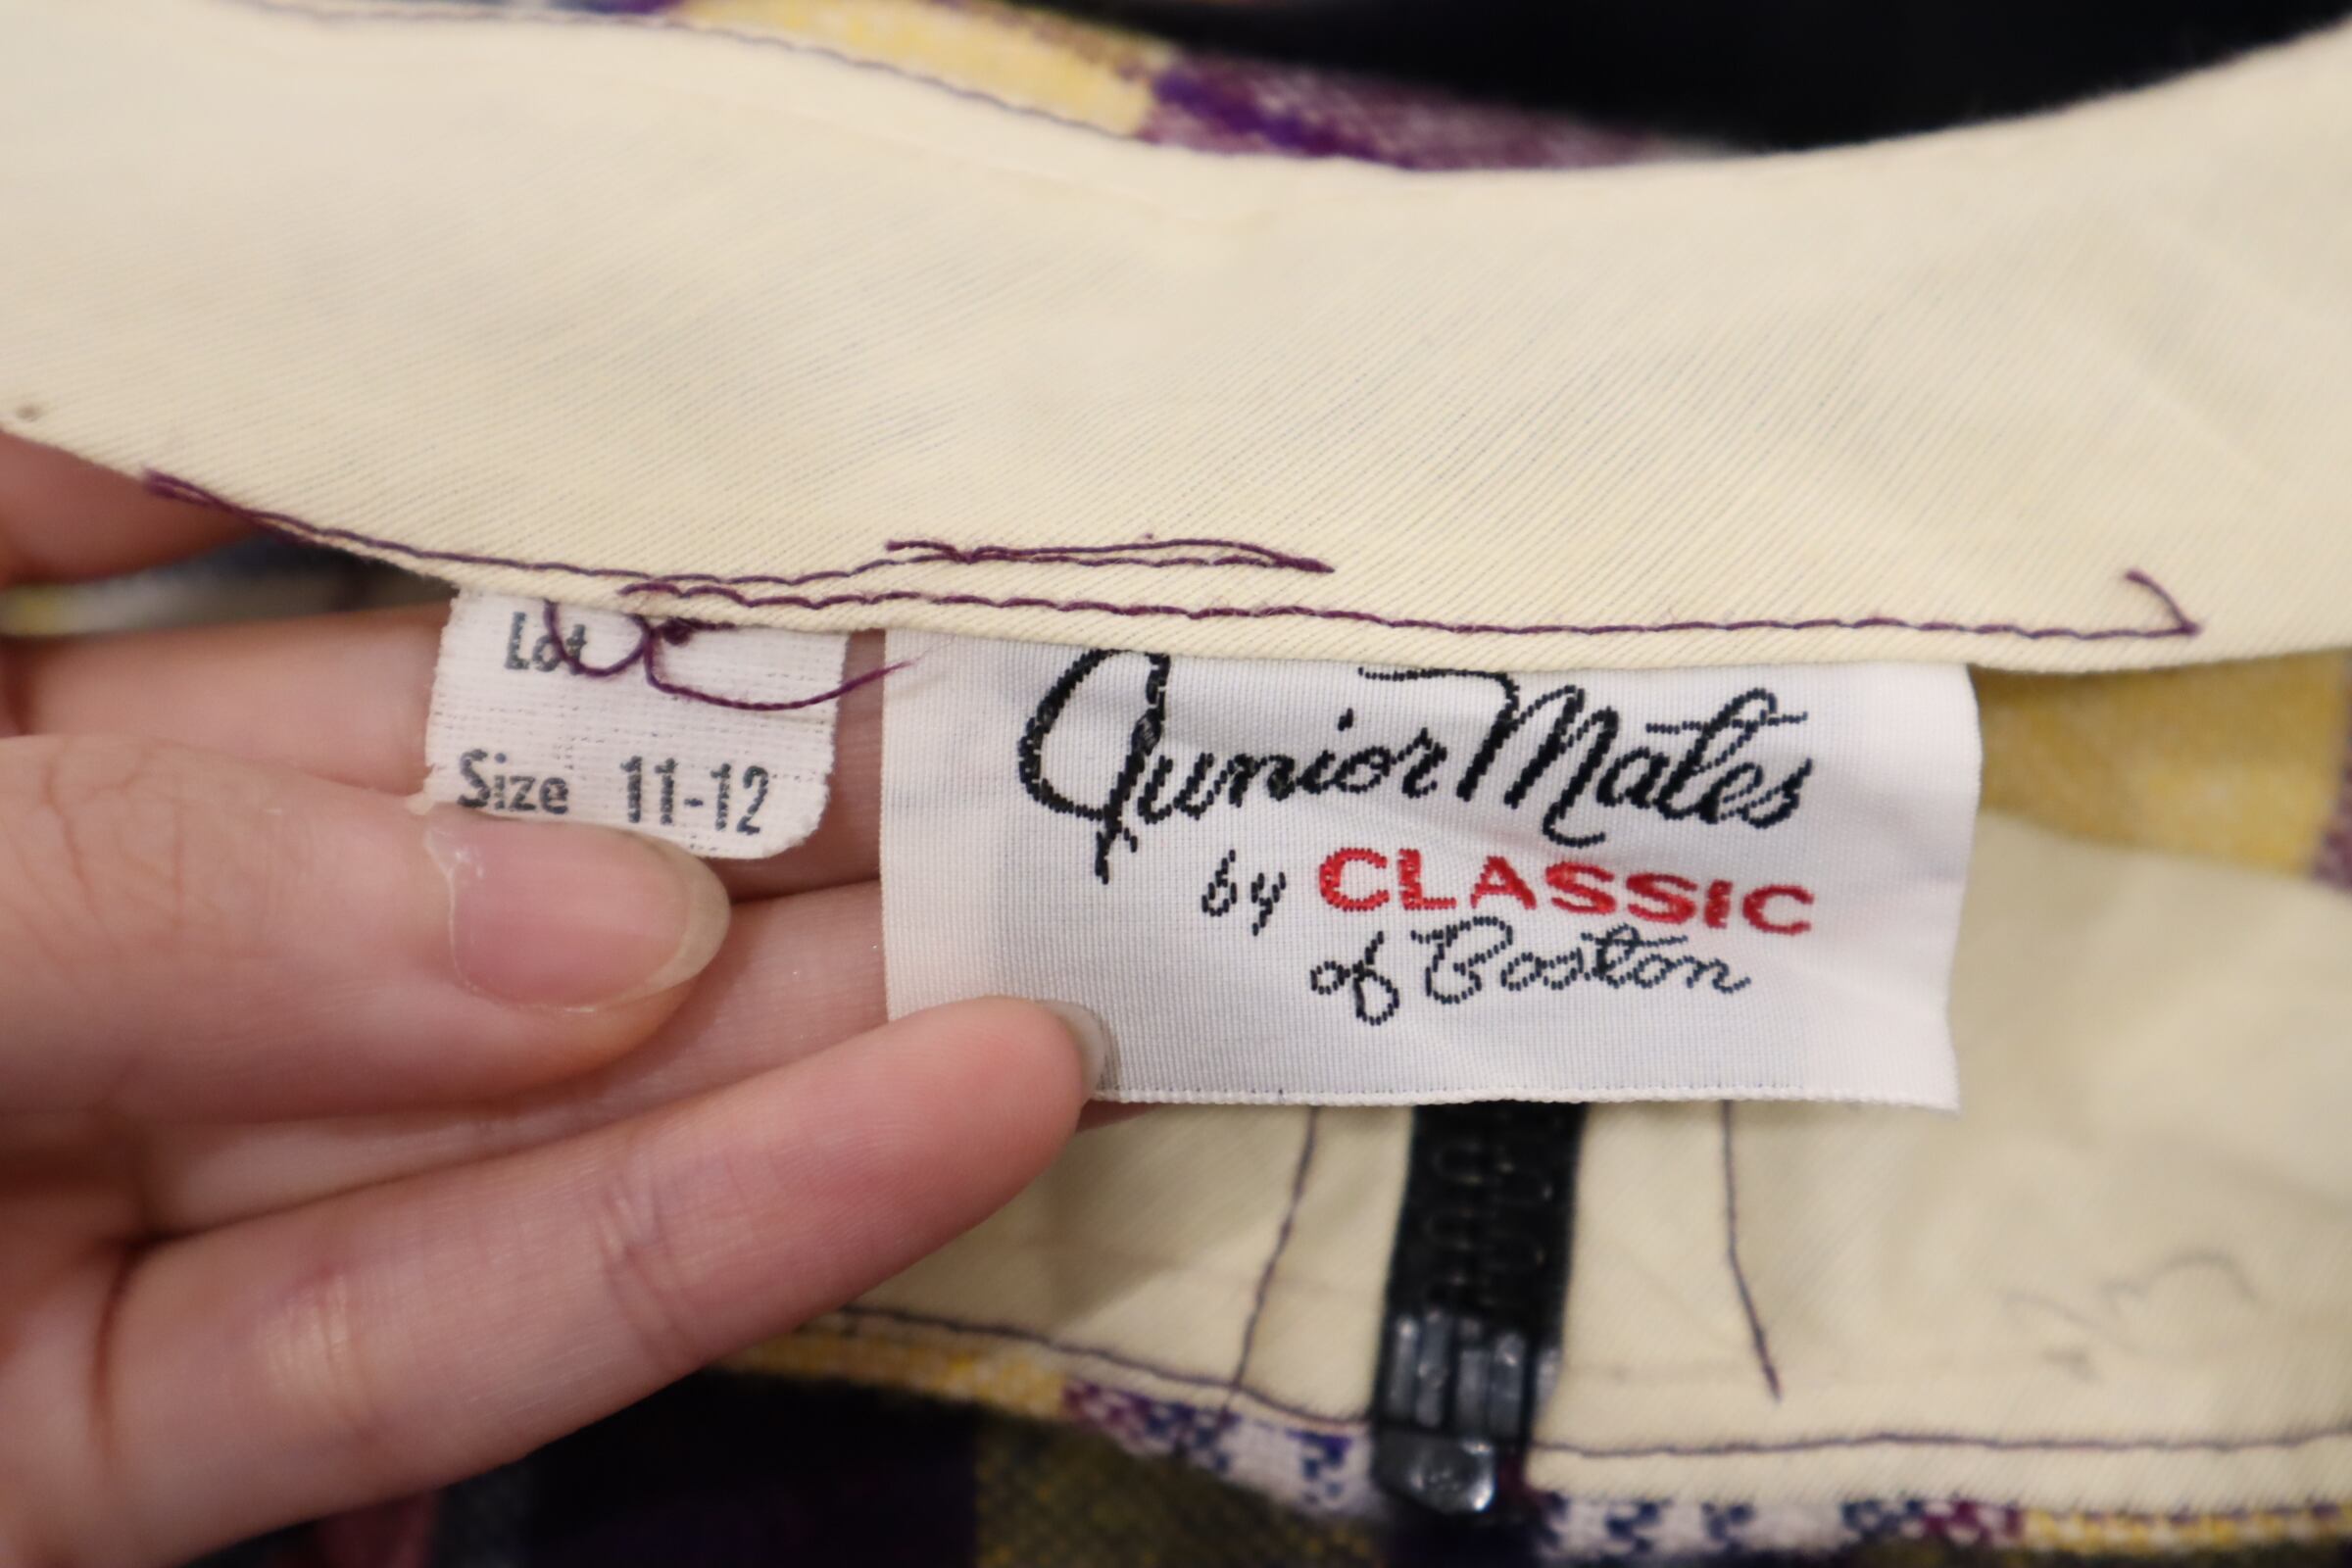 Lot
Size 11-12
Junior Mates
by CLASSIC
of Boston